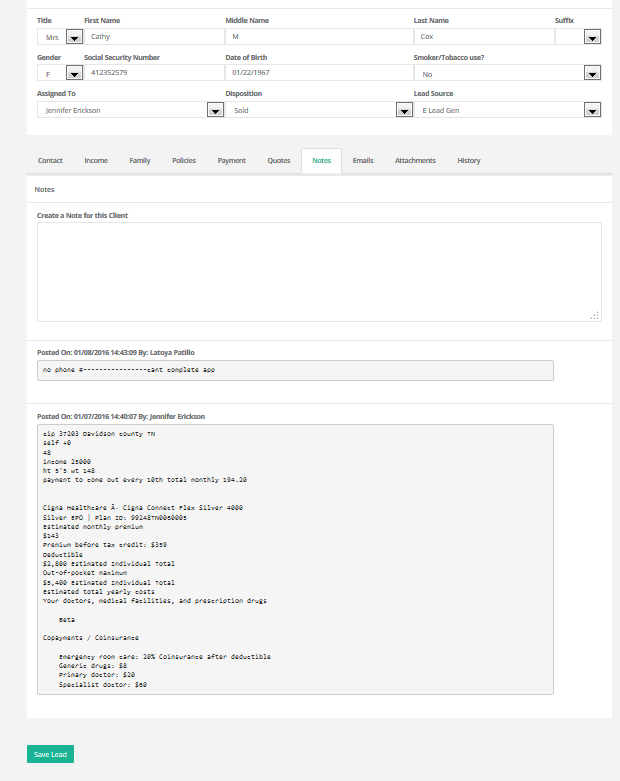 Title First Name Middle Name Last Name Suffix
Mrs Cathy M Cox
Gender Social Security Number Date of Birth Smoker/Tobacco use?
F 412352579 01/22/1967 No
Assigned To Disposition Lead Source
Jennifer Erickson Sold E Lead Gen
Contact Income Family Policies Payment Quotes Notes Emails Attachments History
Notes
Create a Note for this Client
Posted On: 01/08/2016 14:43:09 By: Latoya Patillo
no phone #----------------cant complete app
Posted On: 01/07/2016 14:40:07 By: Jennifer Erickson
zip 37203 Davidson county TN
self +0
48
income 25000
ht 5's wt 148
payment to come out every 10th total monthly 194.20
Cigna Healthcare Â· Cigna Connect Flex Silver 4000
Silver EPO | Plan ID: 99248TN0060005
Estimated monthly premium
$143
Premium before tax credit: $359
Deductible
$2,800 Estimated Individual Total
Out-of-pocket maximum
$5,400 Estimated Individual Total
Estimated total yearly costs
Your doctors, medical facilities, and prescription drugs
Beta
Copayments / Coinsurance
Emergency room care: 20% Coinsurance after deductible
Generic drugs: $8
Primary doctor: $20
Specialist doctor: $60
Save Lead